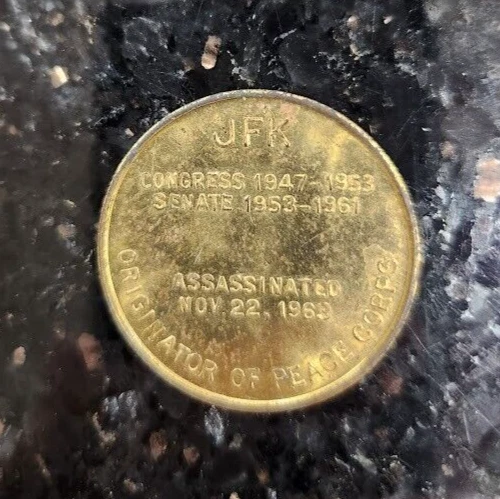 JFK
CONGRESS 1947-1953
SENATE 1953-1961
ASSASSINATED
NOV. 22, 1963
ORIGINATOR OF PEACE CORPS